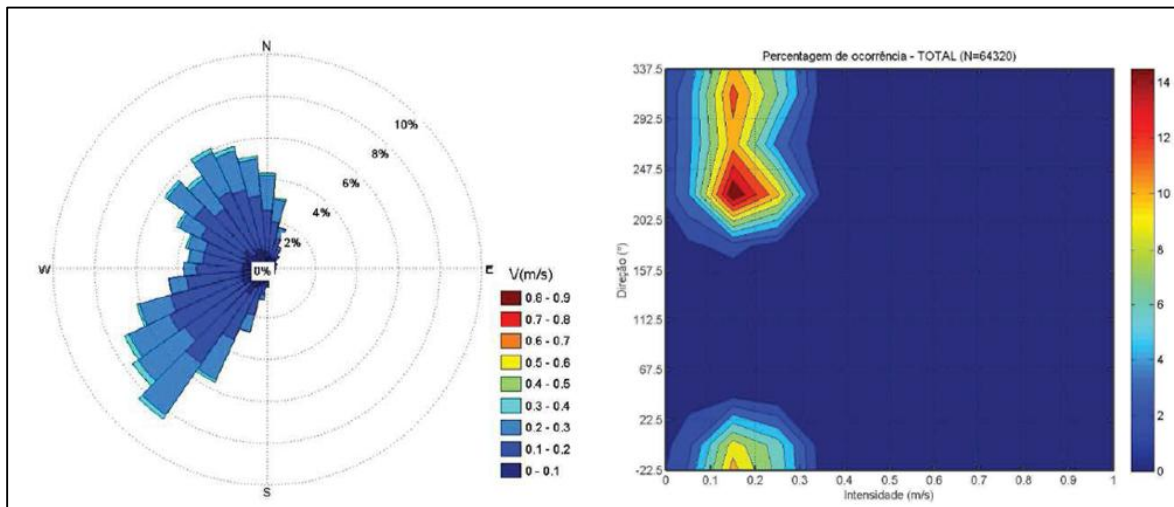 N
10%
8%
6%
4%
2%
0%
W
E
S
V(m/s)
0.8 - 0.9
0.7 - 0.8
0.6 - 0.7
0.5 - 0.6
0.4 - 0.5
0.3 - 0.4
0.2 - 0.3
0.1 - 0.2
0 - 0.1
Percentagem de ocorrência - TOTAL (N=64320)
Direção (°)
337.5
292.5
247.5
202.5
157.5
112.5
67.5
22.5
-22.5
0 0.1 0.2 0.3 0.4 0.5 0.6 0.7 0.8 0.9 1
Intensidade (m/s)
14
12
10
8
6
4
2
0